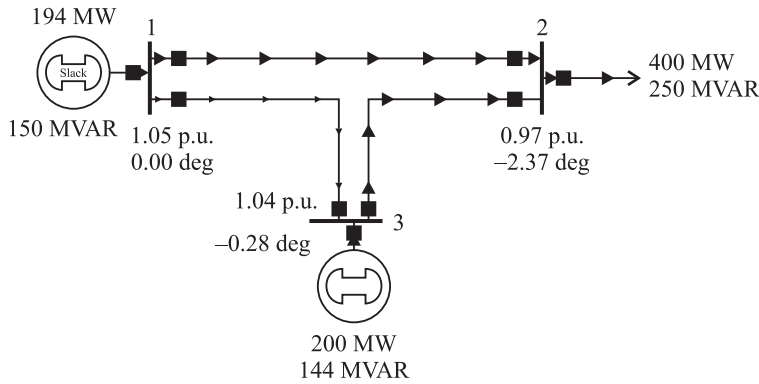 194 MW
1
2
Slack
400 MW
250 MVAR
150 MVAR
1.05 p.u.
0.00 deg
0.97 p.u.
–2.37 deg
1.04 p.u.
3
–0.28 deg
200 MW
144 MVAR